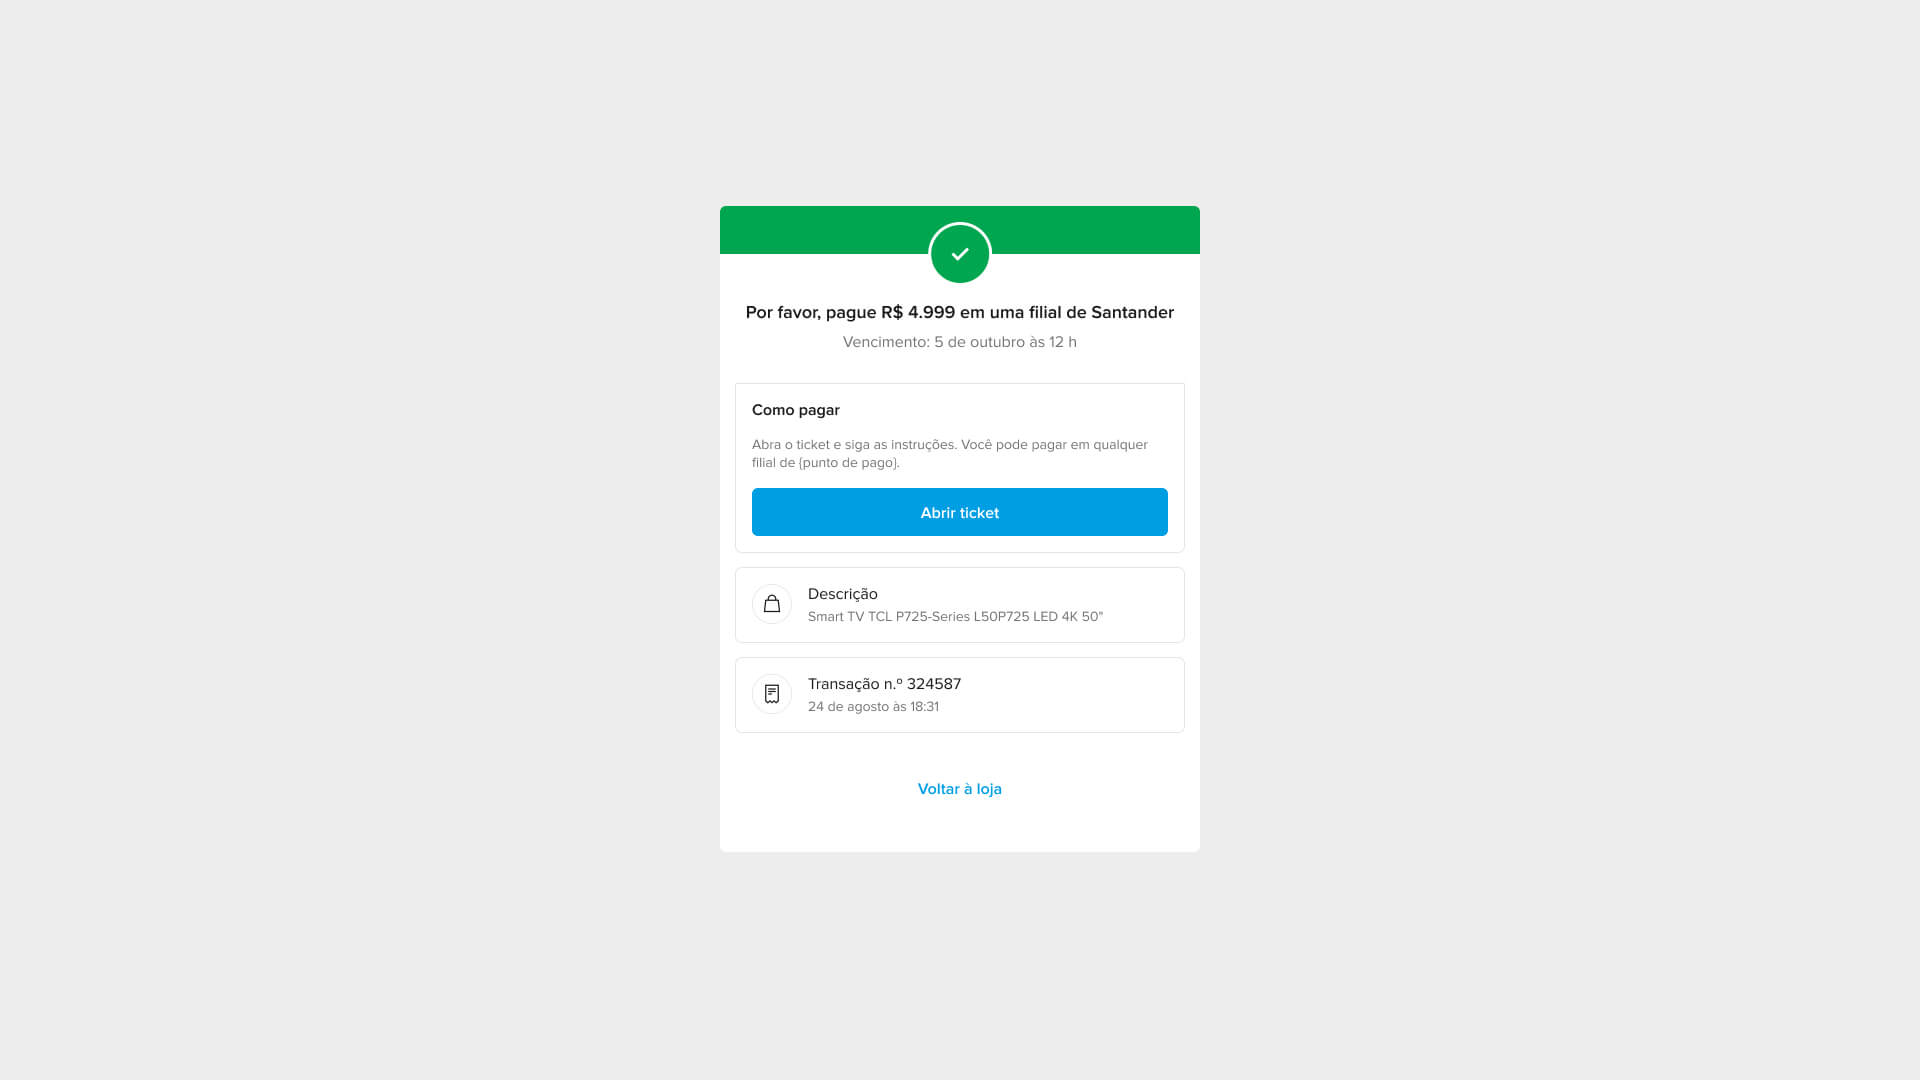 Por favor, pague R$ 4.999 em uma filial de Santander
Vencimento: 5 de outubro às 12 h
Como pagar
Abra o ticket e siga as instruções. Você pode pagar em qualquer
filial de {punto de pago}.
Abrir ticket
Descrição
Smart TV TCL P725-Series L50P725 LED 4K 50"
Transação n.º 324587
24 de agosto às 18:31
Voltar à loja